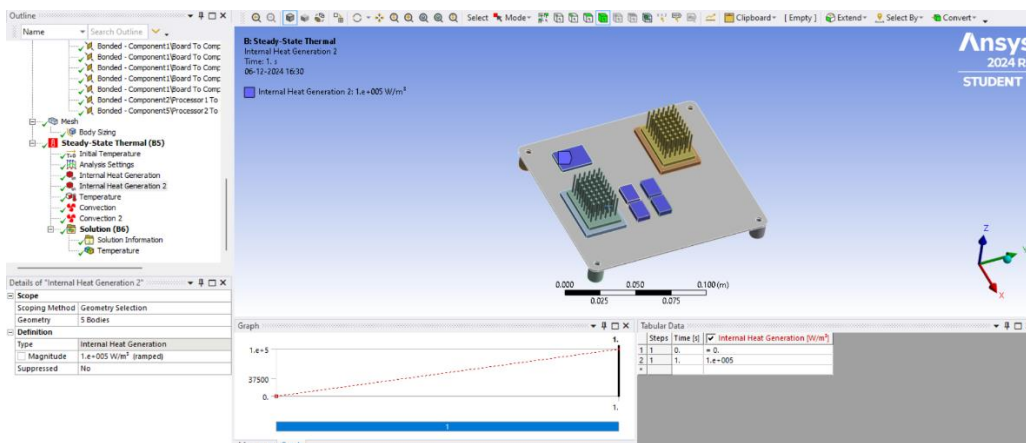 Outline
Name
Search Outline
Bonded - Component1\Board To Comp
Bonded - Component1\Board To Comp
Bonded - Component1\Board To Comp
Bonded - Component1\Board To Comp
Bonded - Component1\Board To Comp
Bonded - Component2\Processor1 To
Bonded - Component5\Processor2 To
Mesh
Body Sizing
Steady-State Thermal (B5)
Initial Temperature
Analysis Settings
Internal Heat Generation
Internal Heat Generation 2
Temperature
Convection
Convection 2
Solution (B6)
Solution Information
Temperature
Details of "Internal Heat Generation 2"
Scope
Scoping Method Geometry Selection
Geometry 5 Bodies
Definition
Type Internal Heat Generation
Magnitude 1.e+005 W/m³ (ramped)
Suppressed No
Select Mode Clipboard [ Empty ] Extend Select By Convert
B: Steady-State Thermal
Internal Heat Generation 2
Time: 1. s
06-12-2024 16:30
Internal Heat Generation 2: 1.e+005 W/m³
Ansys
2024 R
STUDENT
Z
X
0.000 0.050 0.100 (m)
0.025 0.075
Graph
1.
1.e+5
37500
0.
1.
1
Tabular Data
Steps Time [s] Internal Heat Generation [W/m³]
1 1 0. = 0.
2 1 1. 1.e+005
*